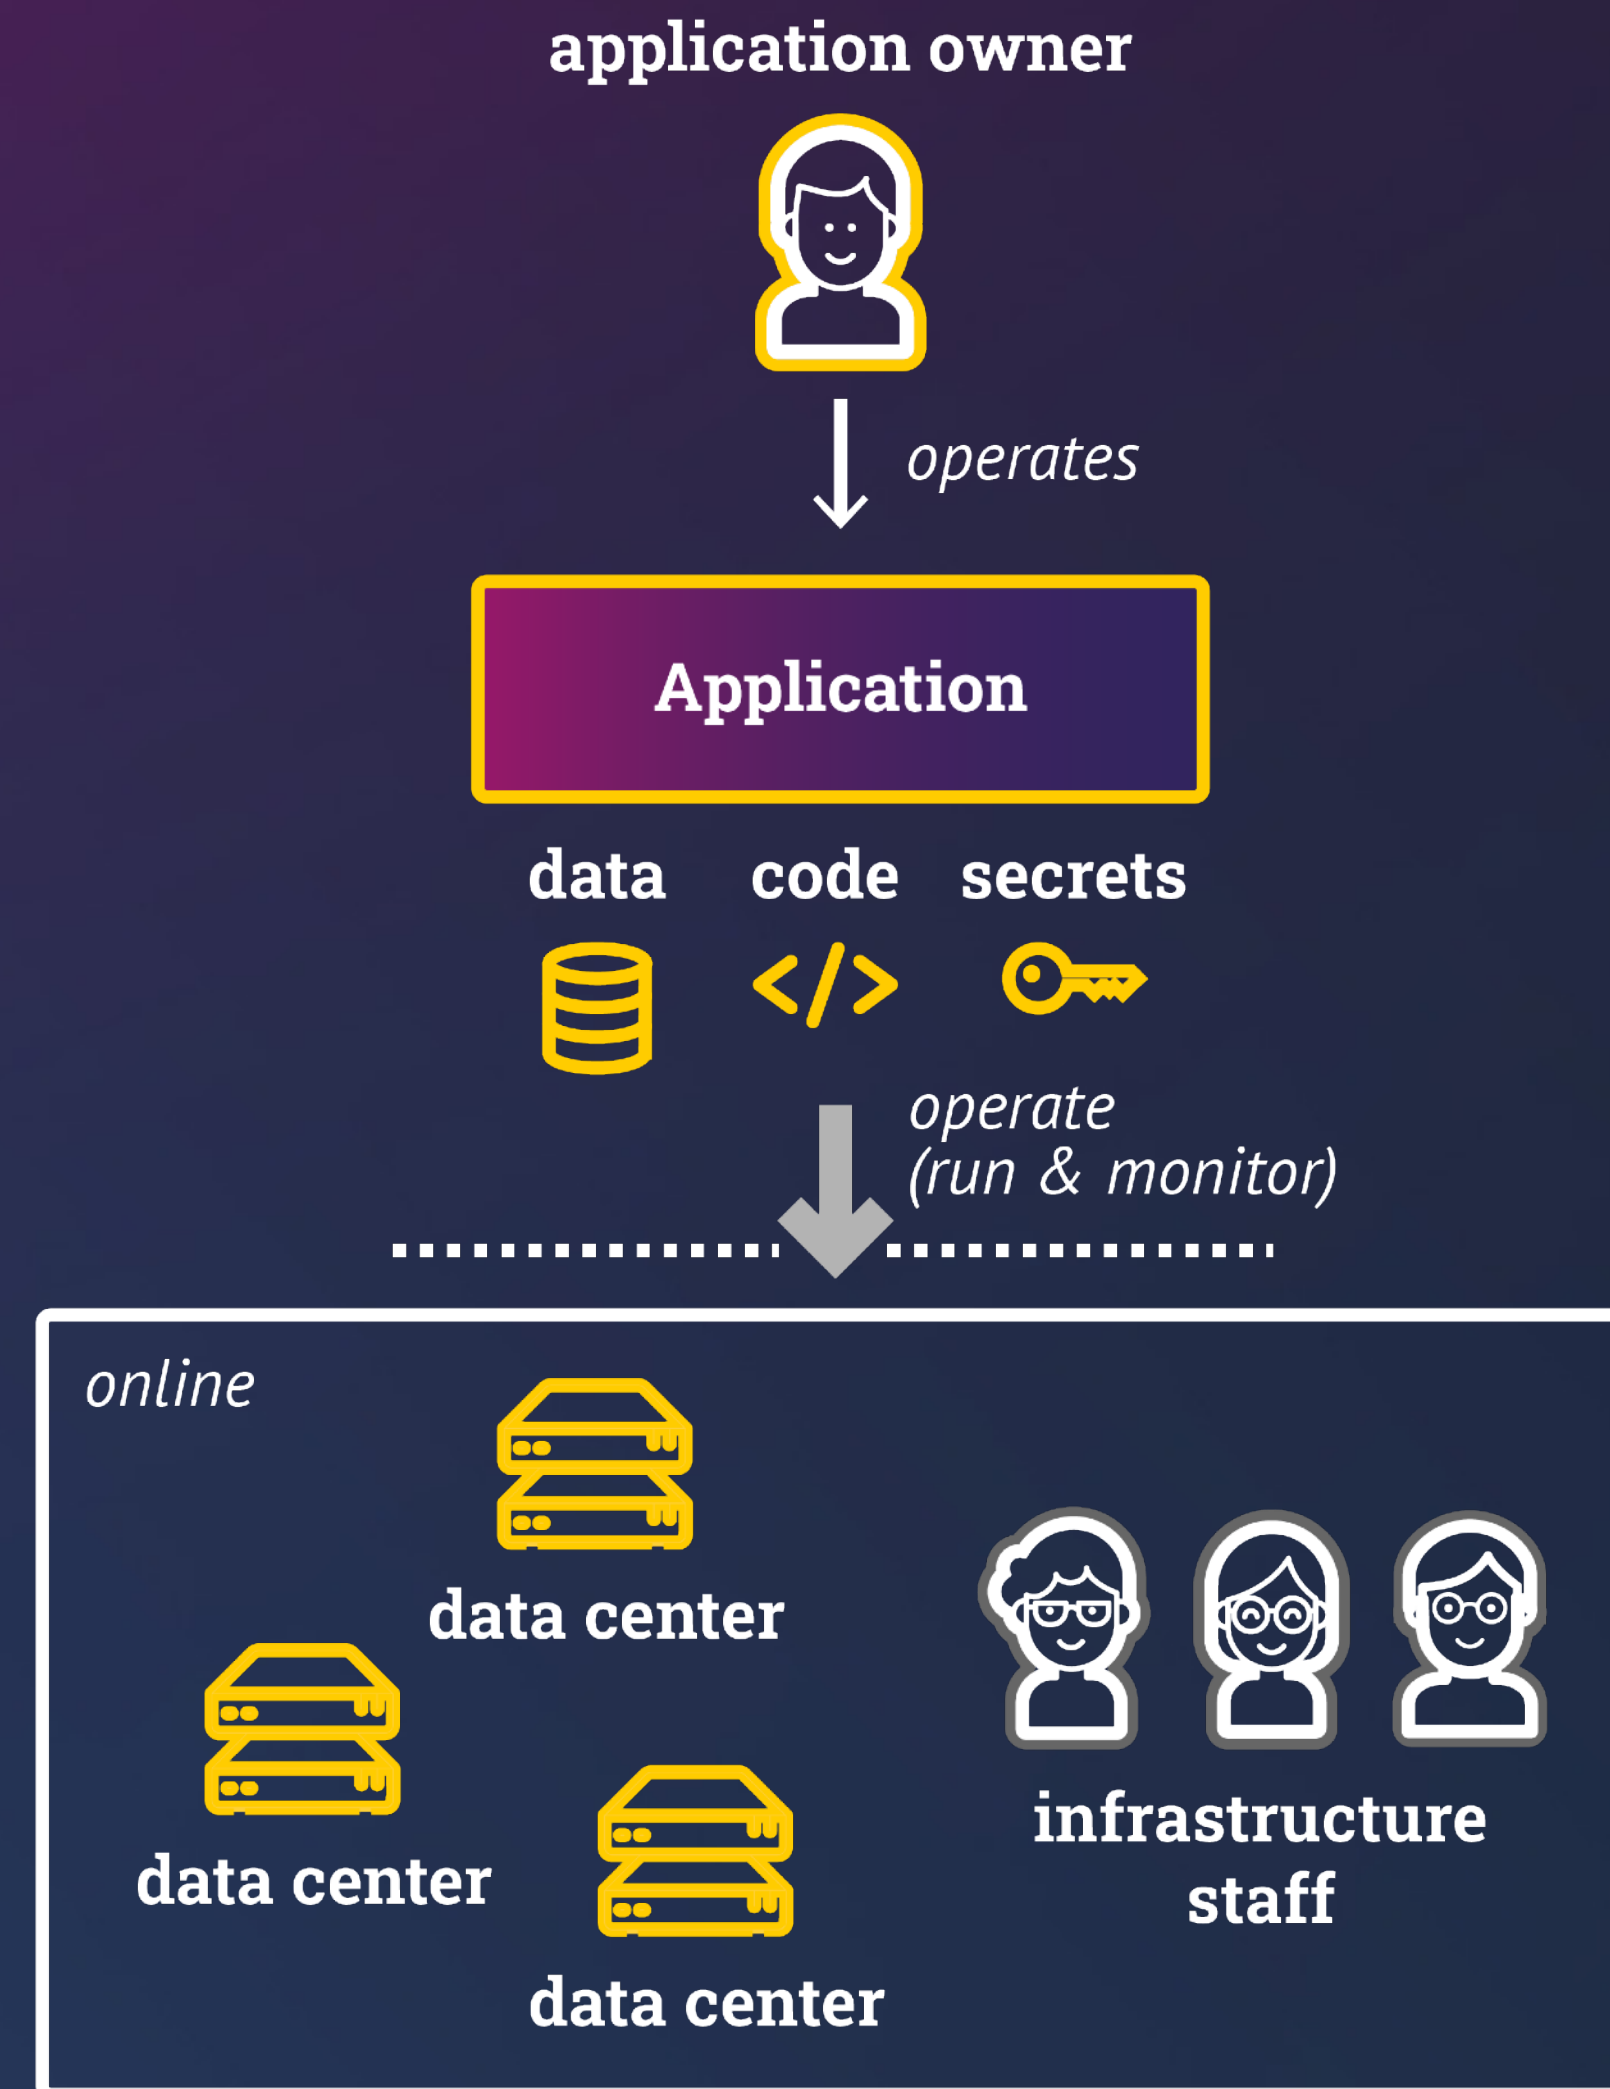 application owner
operates
Application
data code secrets
operate
(run & monitor)
online
data center
data center
infrastructure
staff
data center